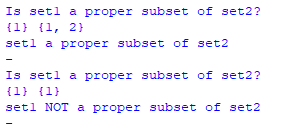 Is set1 a proper subset of set2?
{1} {1, 2}
set1 a proper subset of set2
-
Is set1 a proper subset of set2?
{1} {1}
set1 NOT a proper subset of set2
-